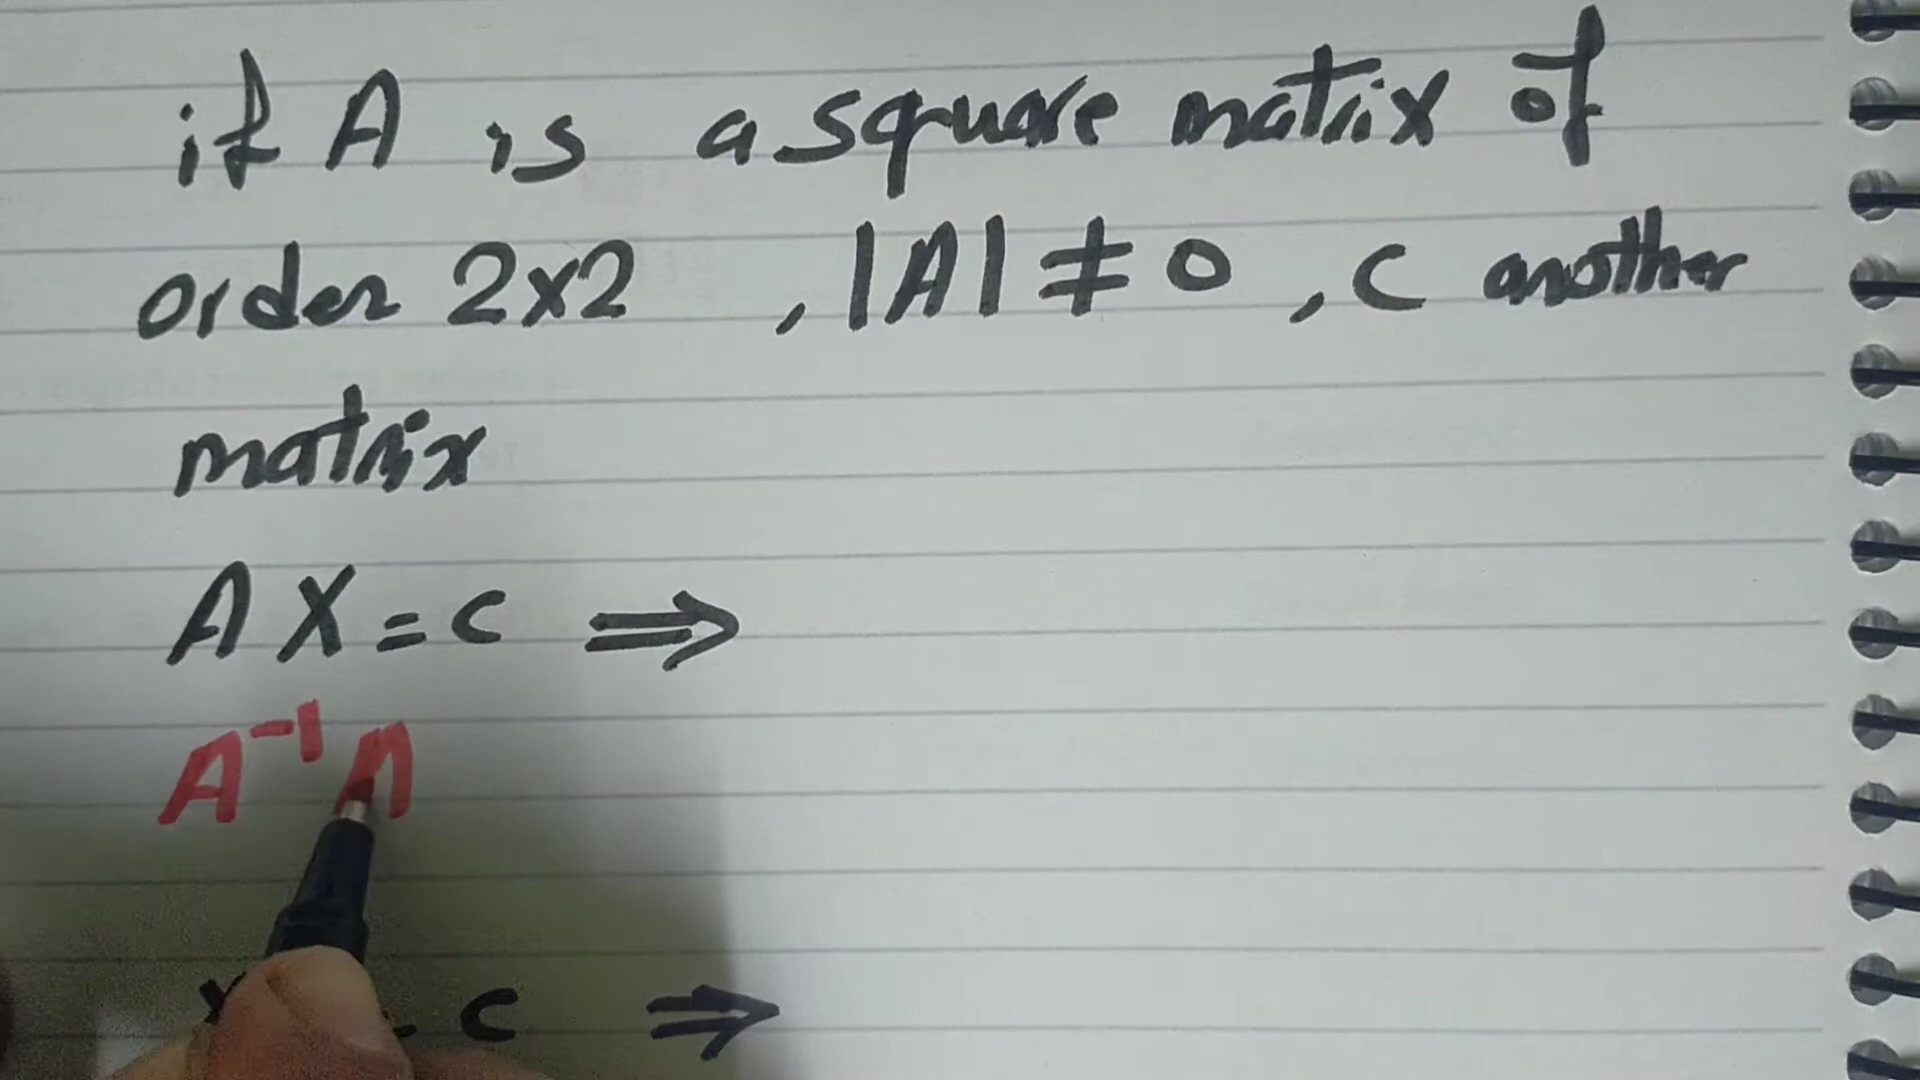 if A is a square matrix of
order 2x2 , |A| ≠ 0 , C another
matrix
A X = C ⇒
A⁻¹ A
X = C ⇒